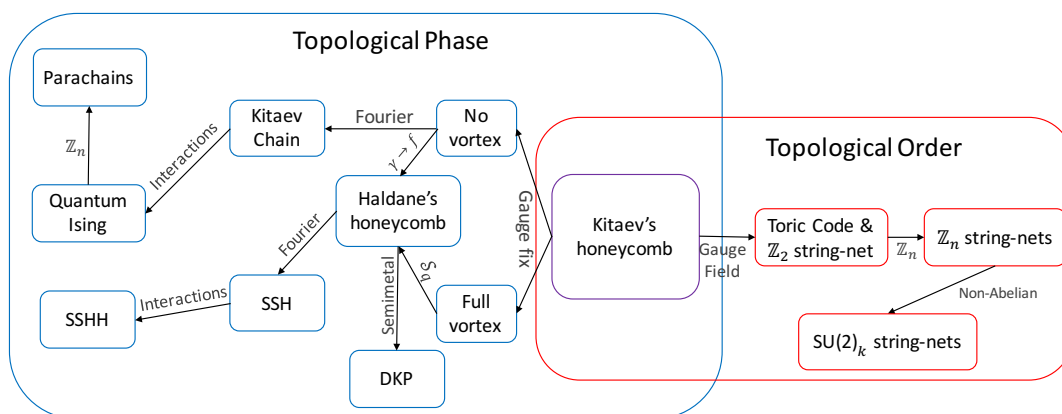 Topological Phase
Parachains
ℤₙ
Quantum
Ising
Interactions
Kitaev
Chain
Fourier
No
vortex
γ → f
Haldane's
honeycomb
Fourier
SSH
Interactions
SSHH
Semimetal
DKP
S_q
Full
vortex
Gauge fix
Kitaev's
honeycomb
Topological Order
Gauge
Field
Toric Code &
ℤ₂ string-net
ℤₙ
ℤₙ string-nets
Non-Abelian
SU(2)ₖ string-nets